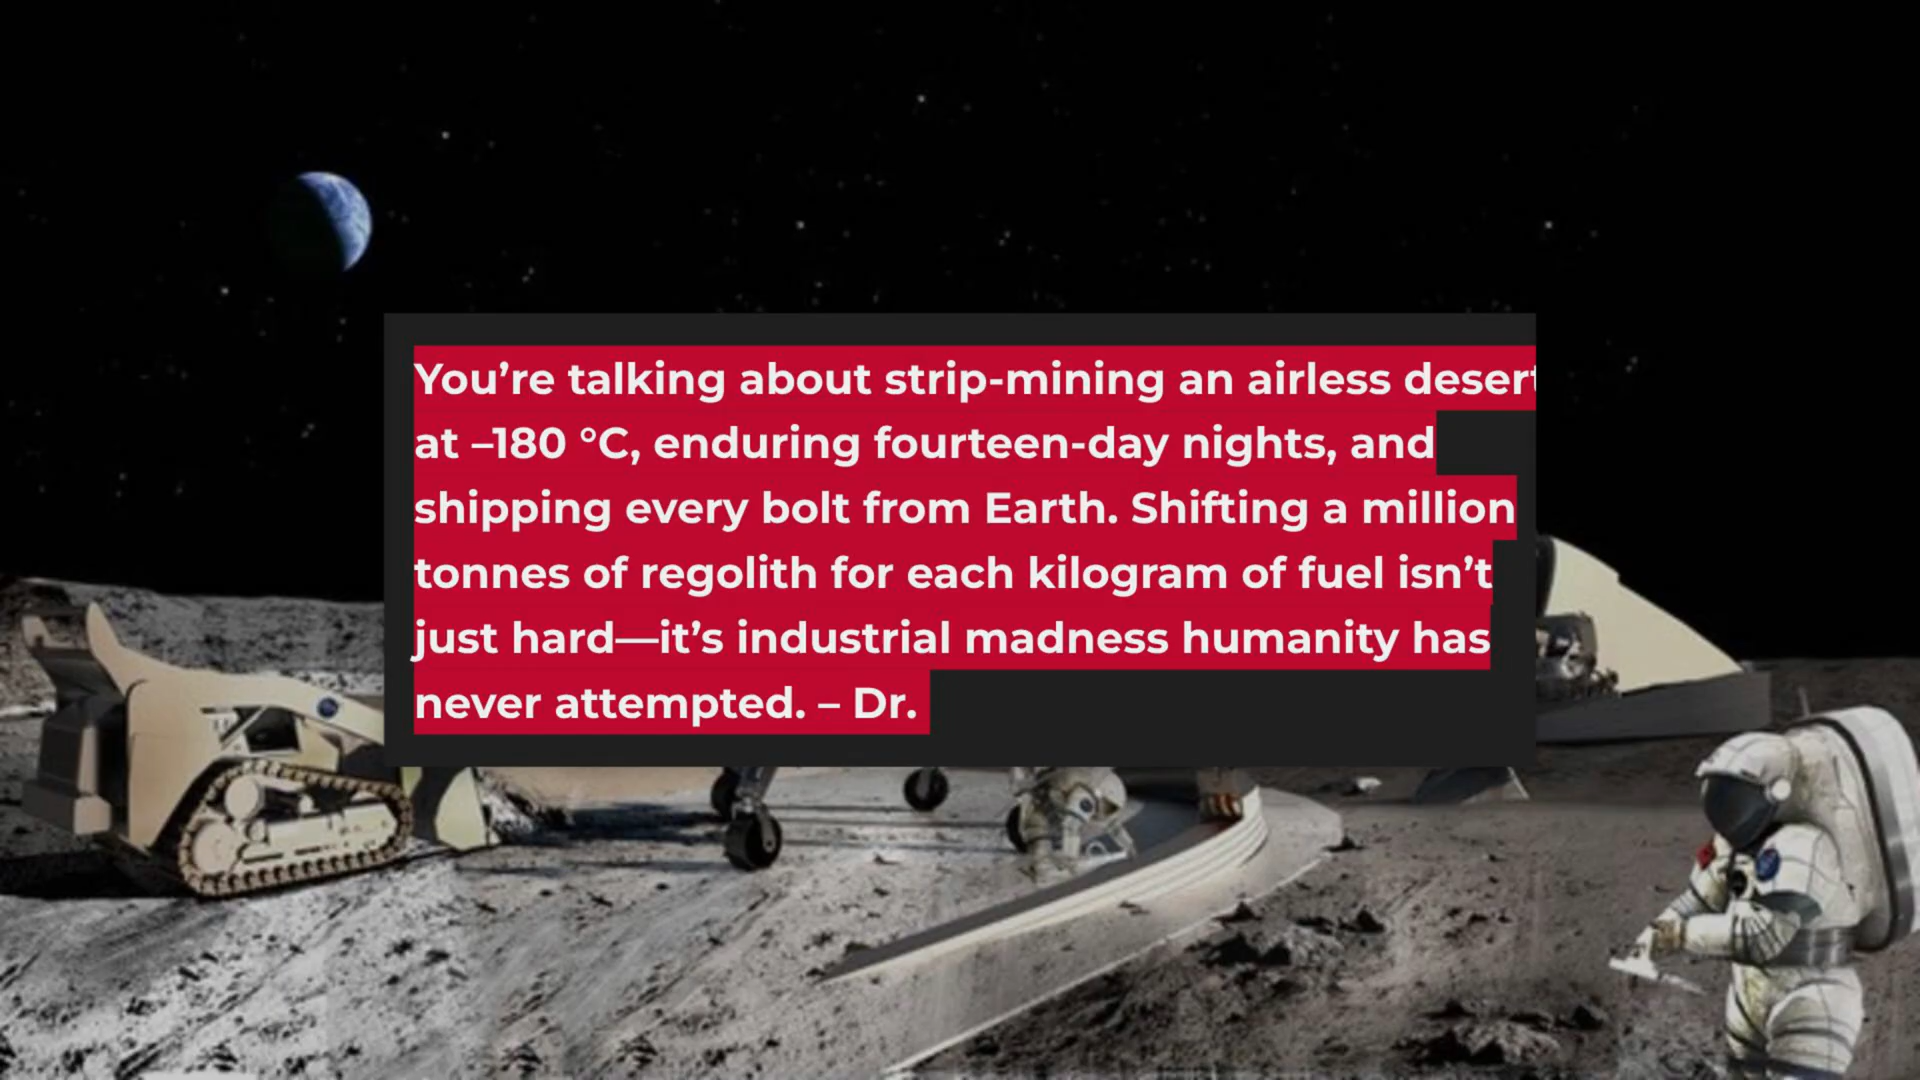 You’re talking about strip-mining an airless desert
at –180 °C, enduring fourteen-day nights, and
shipping every bolt from Earth. Shifting a million
tonnes of regolith for each kilogram of fuel isn’t
just hard—it’s industrial madness humanity has
never attempted. – Dr.